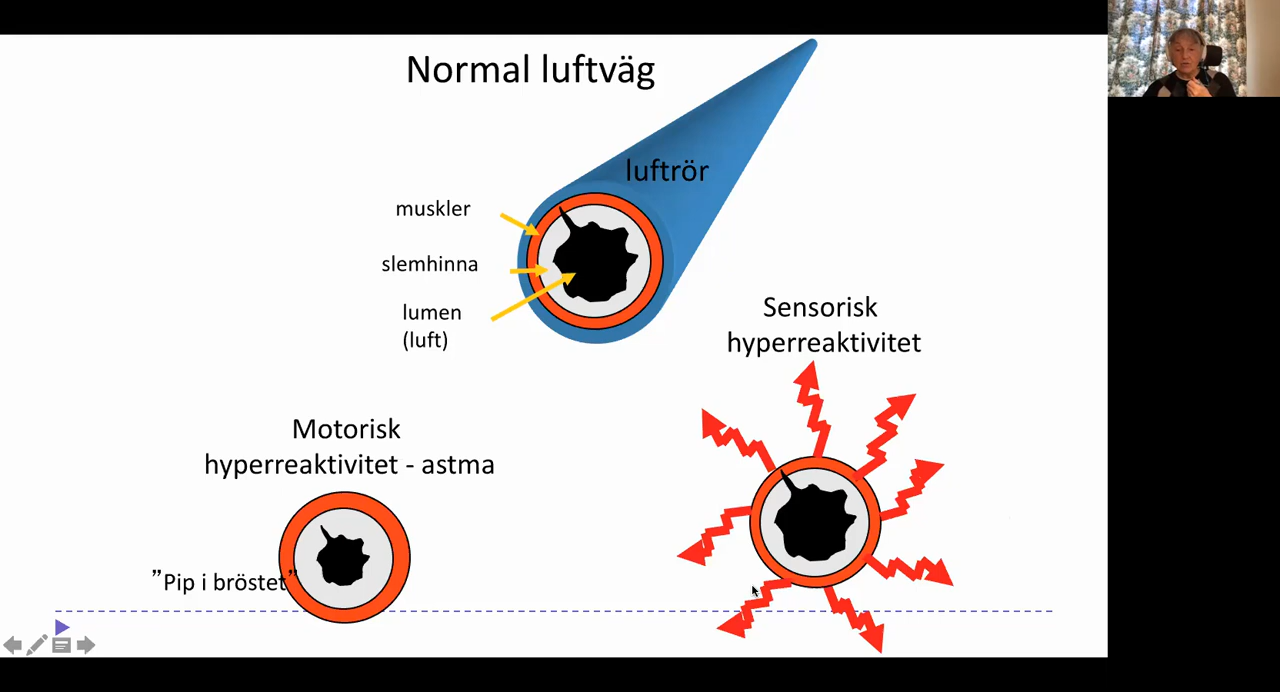 Normal luftväg
luftrör
muskler
slemhinna
lumen
(luft)
Sensorisk
hyperreaktivitet
Motorisk
hyperreaktivitet - astma
”Pip i bröstet”